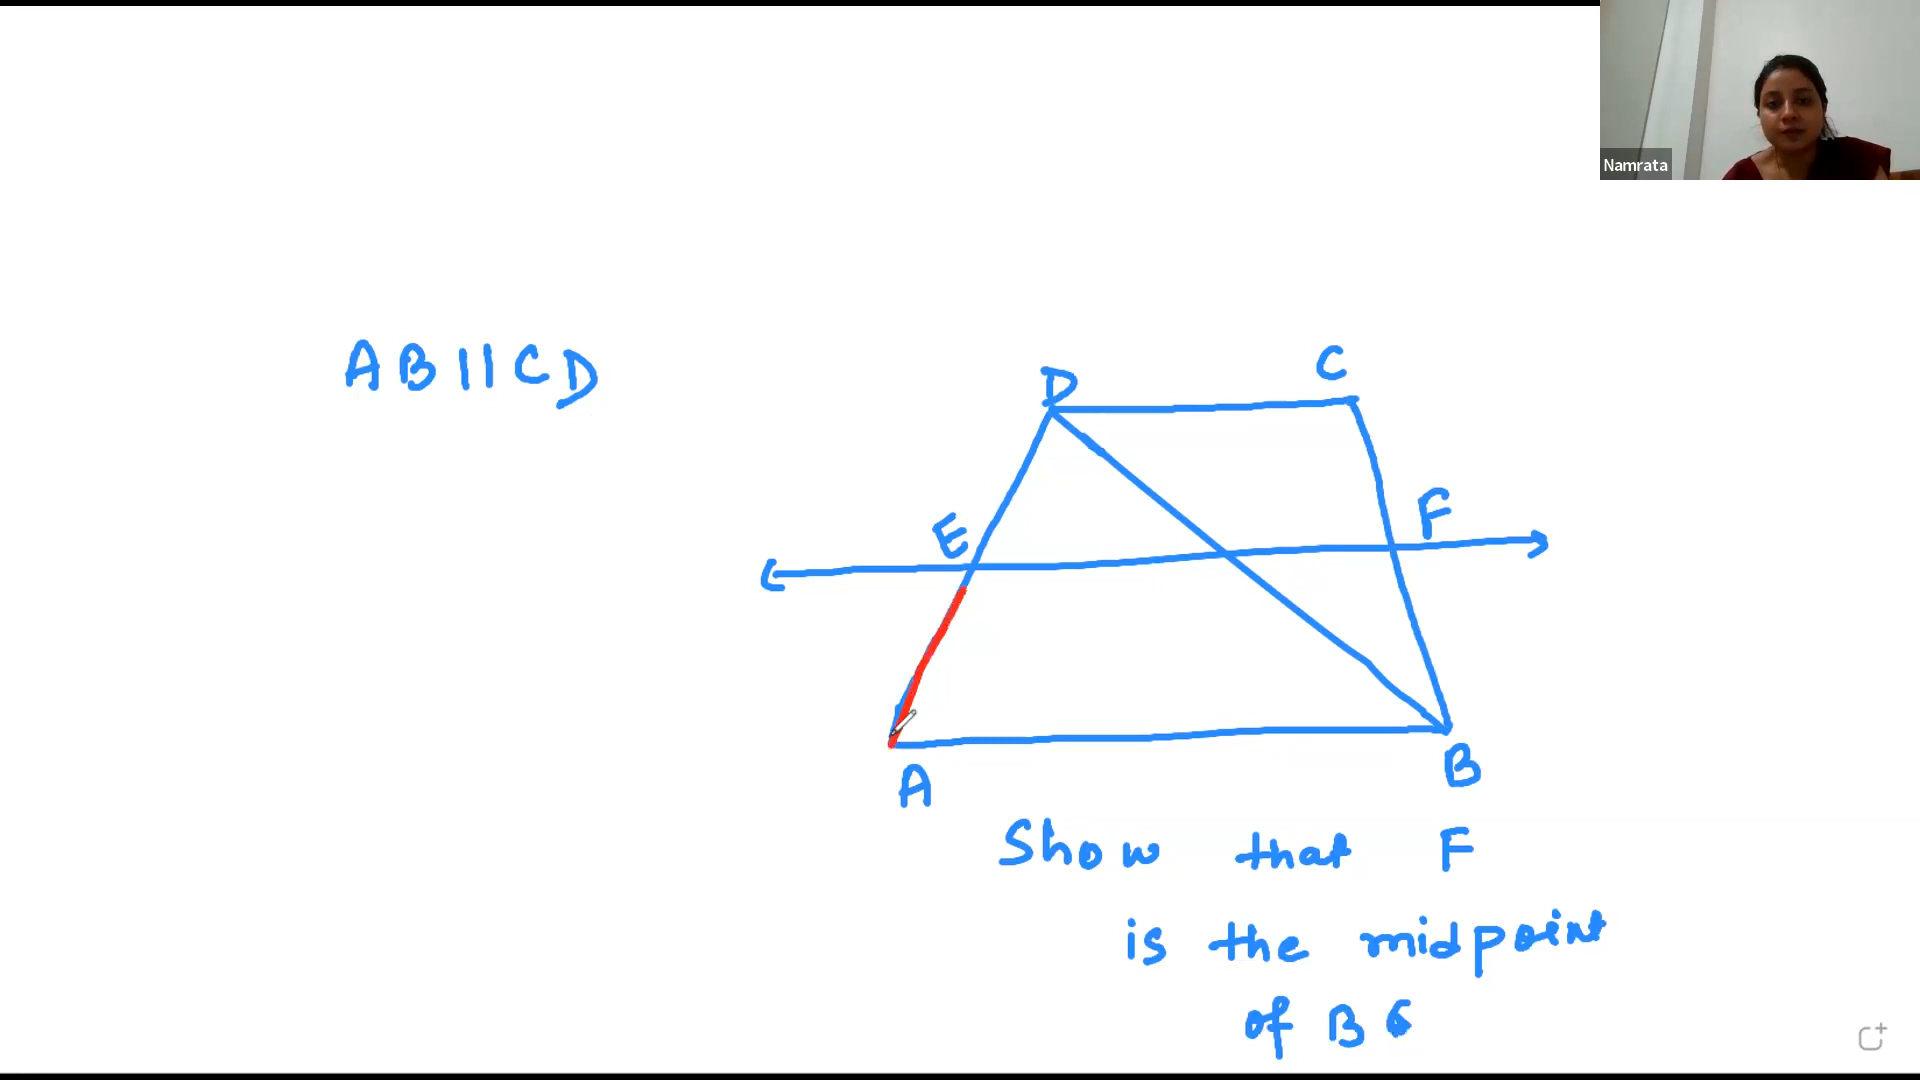 Namrata
AB || CD
D
C
E
F
A
B
Show that F
is the midpoint
of BC